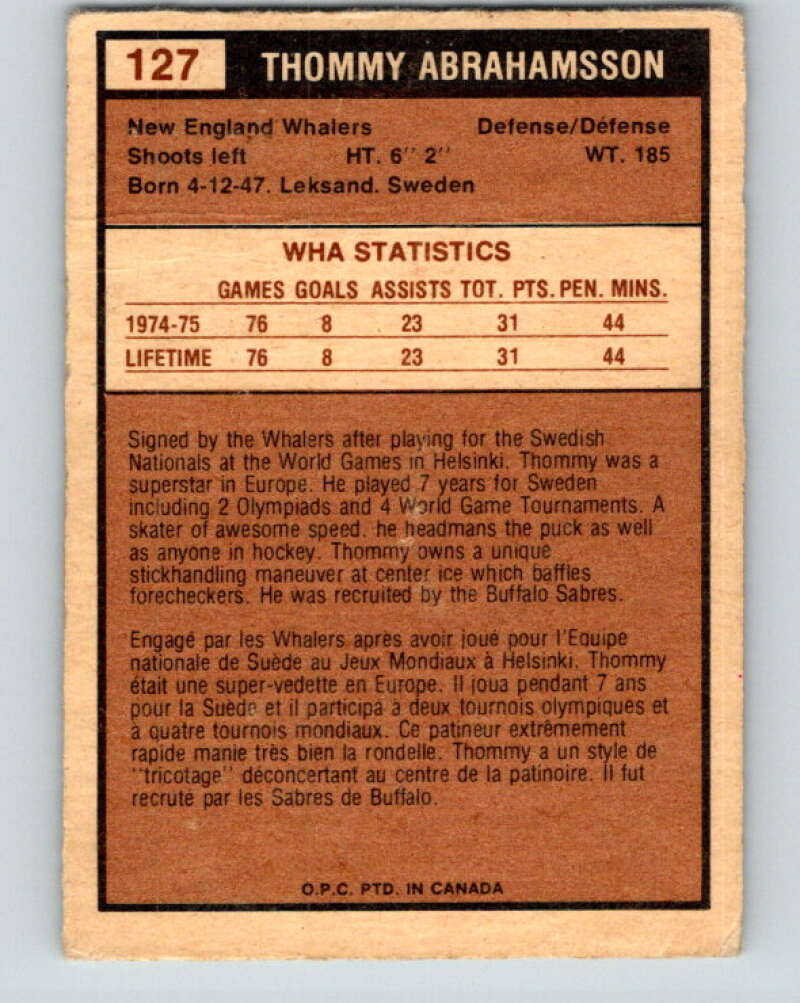 127 THOMMY ABRAHAMSSON
New England Whalers Defense/Défense
Shoots left HT. 6'' 2'' WT. 185
Born 4-12-47. Leksand. Sweden
WHA STATISTICS
GAMES GOALS ASSISTS TOT. PTS. PEN. MINS.
1974-75 76 8 23 31 44
LIFETIME 76 8 23 31 44
Signed by the Whalers after playing for the Swedish
Nationals at the World Games in Helsinki. Thommy was a
superstar in Europe. He played 7 years for Sweden
including 2 Olympiads and 4 World Game Tournaments. A
skater of awesome speed. he headmans the puck as well
as anyone in hockey. Thommy owns a unique
stickhandling maneuver at center ice which baffles
forecheckers. He was recruited by the Buffalo Sabres.
Engagé par les Whalers après avoir joué pour l'Equipe
nationale de Suède au Jeux Mondiaux à Helsinki. Thommy
était une super-vedette en Europe. Il joua pendant 7 ans
pour la Suède et il participa à deux tournois olympiques et
à quatre tournois mondiaux. Ce patineur extrêmement
rapide manie très bien la rondelle. Thommy a un style de
"tricotage" déconcertant au centre de la patinoire. Il fut
recruté par les Sabres de Buffalo.
O.P.C. PTD. IN CANADA